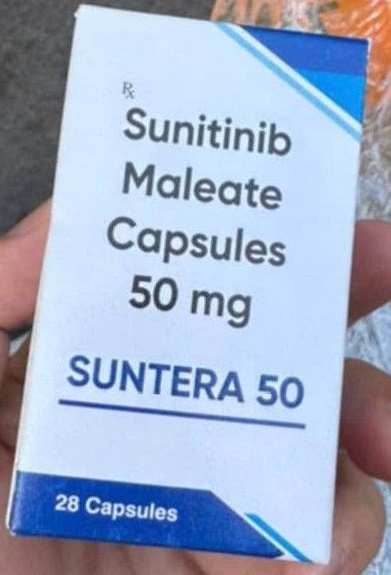 ℞
Sunitinib
Maleate
Capsules
50 mg
SUNTERA 50
28 Capsules